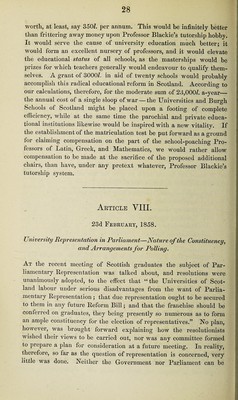 28
worth, at least, say 350l. per annum. This would be infinitely better
than frittering away money upon Professor Blackie's tutorship hobby.
It would serve the cause of university education much better; it
would form an excellent nursery of professors, and it would elevate
the educational status of all schools, as the masterships would be
prizes for which teachers generally would endeavour to qualify them-
selves. A grant of 3000l. in aid of twenty schools would probably
accomplish this radical educational reform in Scotland. According to
our calculations, therefore, for the moderate sum of 25,000l. a-year—
the annual cost of a single sloop of war—the Universities and Burgh
Schools of Scotland might be placed upon a footing of complete
efficiency, while at the same time the parochial and private educa-
tional institutions likewise would be inspired with a new vitality. If
the establishment of the matriculation test be put forward as a ground
for claiming compensation on the part of the school-poaching Pro-
fessors of Latin, Greek, and Mathematics, we would rather allow
compensation to be made at the sacrifice of the proposed additional
chairs, than have, under any pretext whatever, Professor Blackie's
tutorship system.
ARTICLE VIII.
23d FEBRUARY, 1858.
University Representation in Parliament—Nature of the Constituency,
and Arrangements for Polling.
AT the recent meeting of Scottish graduates the subject of Par-
liamentary Representation was talked about, and resolutions were
unanimously adopted, to the effect that "the Universities of Scot-
land labour under serious disadvantages from the want of Parlia-
mentary Representation; that due representation ought to be secured
to them in any future Reform Bill; and that the franchise should be
conferred on graduates, they being presently so numerous as to form
an ample constituency for the election of representatives." No plan,
however, was brought forward explaining how the resolutionists
wished their views to be carried out, nor was any committee formed
to prepare a plan for consideration at a future meeting. In reality,
therefore, so far as the question of representation is concerned, very
little was done. Neither the Government nor Parliament can be